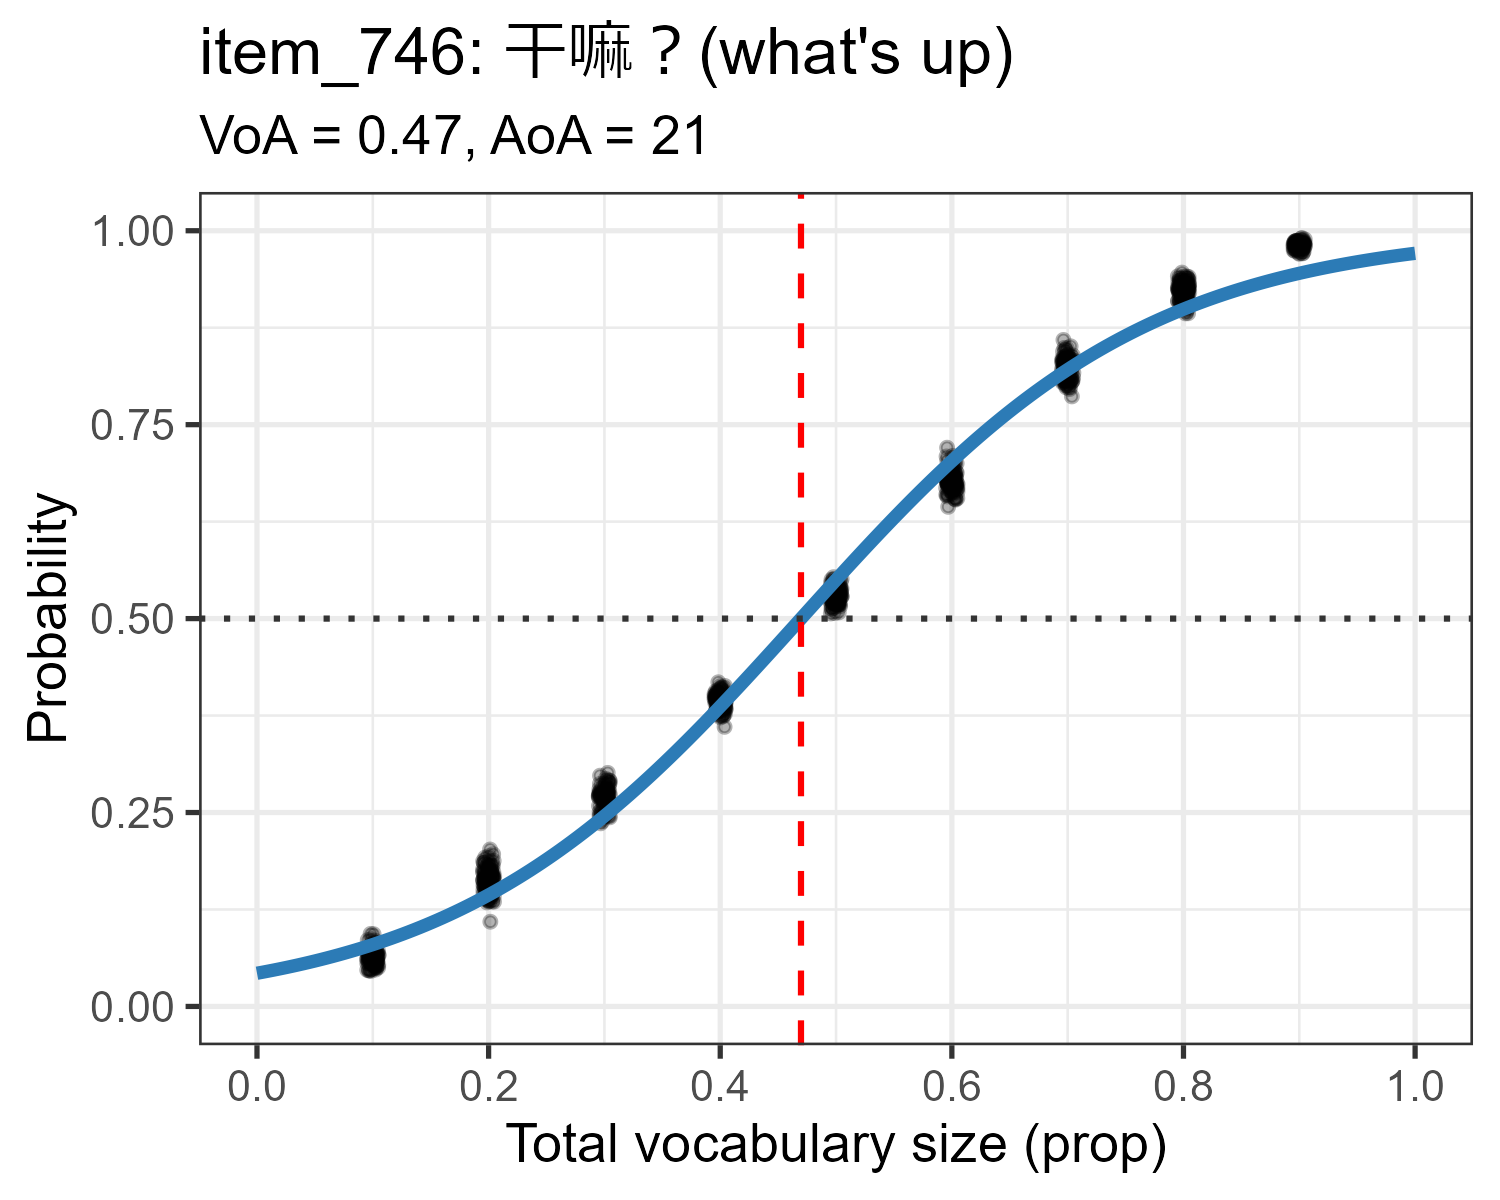 item_746: 干嘛？(what's up)
VoA = 0.47, AoA = 21
1.00
0.75
0.50
0.25
0.00
Probability
0.0 0.2 0.4 0.6 0.8 1.0
Total vocabulary size (prop)